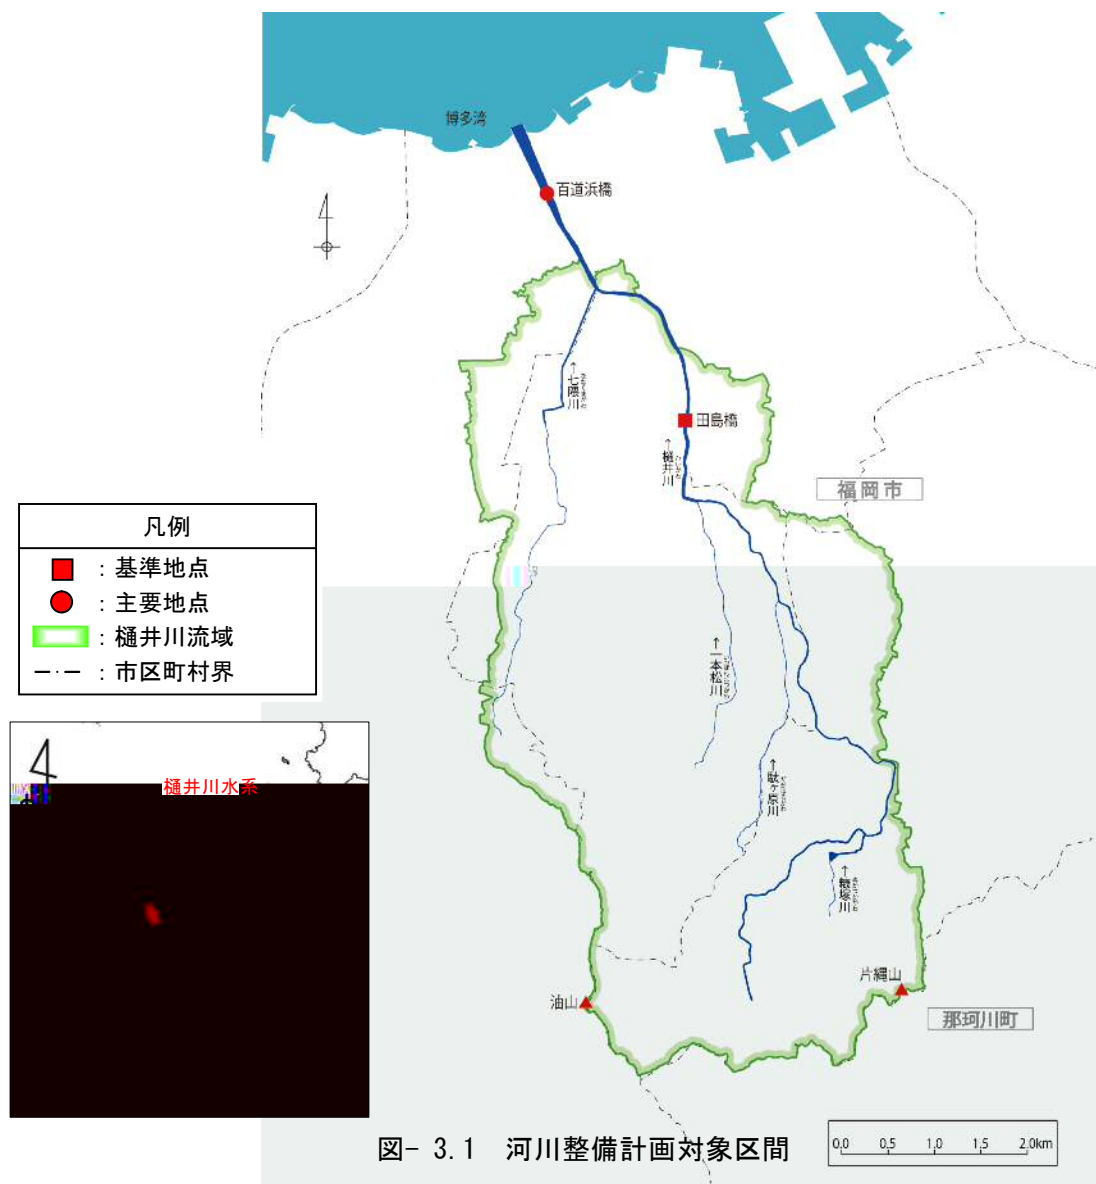 博多湾
百道浜橋
↑七隈川
田島橋
↑樋井川
福岡市
凡例
：基準地点
：主要地点
：樋井川流域
：市区町村界
↑一本松川
樋井川水系
↑駄ヶ原川
↑糠塚川
片縄山
油山
那珂川町
図- 3.1 河川整備計画対象区間
0.0 0.5 1.0 1.5 2.0km